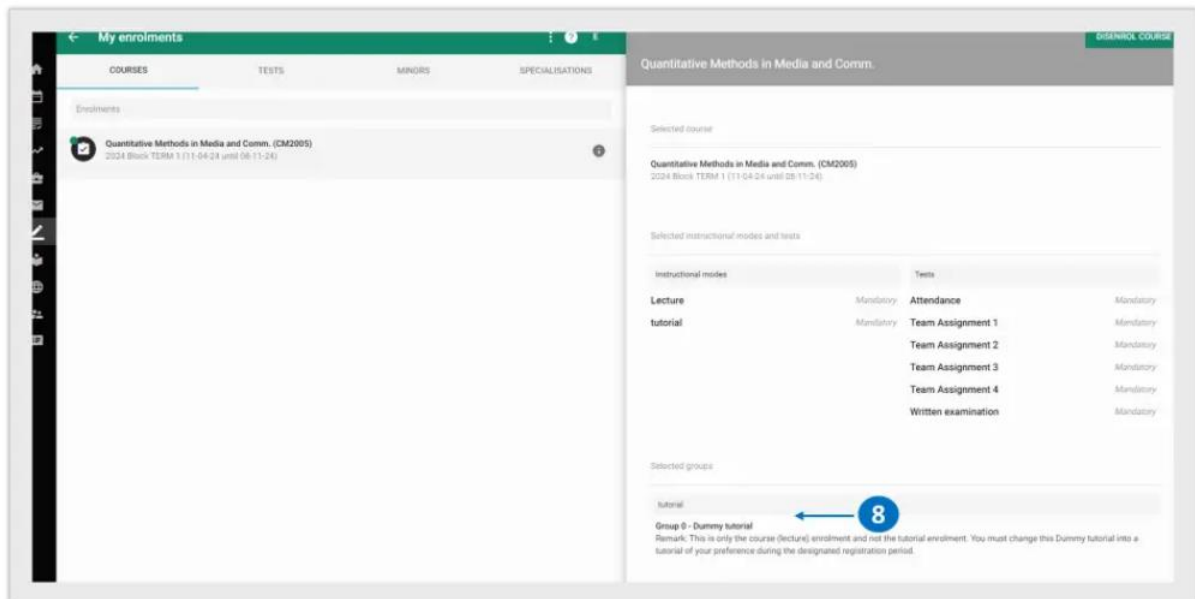 My enrolments
DISENROL COURSE
COURSES
TESTS
MINORS
SPECIALISATIONS
Quantitative Methods in Media and Comm.
Enrolments
Quantitative Methods in Media and Comm. (CM2005)
2024 Block TERM 1 (11-04-24 until 08-11-24)
Selected course
Quantitative Methods in Media and Comm. (CM2005)
2024 Block TERM 1 (11-04-24 until 08-11-24)
Selected instructional modes and tests
Instructional modes
Tests
Lecture Mandatory
Attendance Mandatory
tutorial Mandatory
Team Assignment 1 Mandatory
Team Assignment 2 Mandatory
Team Assignment 3 Mandatory
Team Assignment 4 Mandatory
Written examination Mandatory
Selected groups
tutorial
8
Group 0 - Dummy tutorial
Remark: This is only the course (lecture) enrolment and not the tutorial enrolment. You must change this Dummy tutorial into a
tutorial of your preference during the designated registration period.